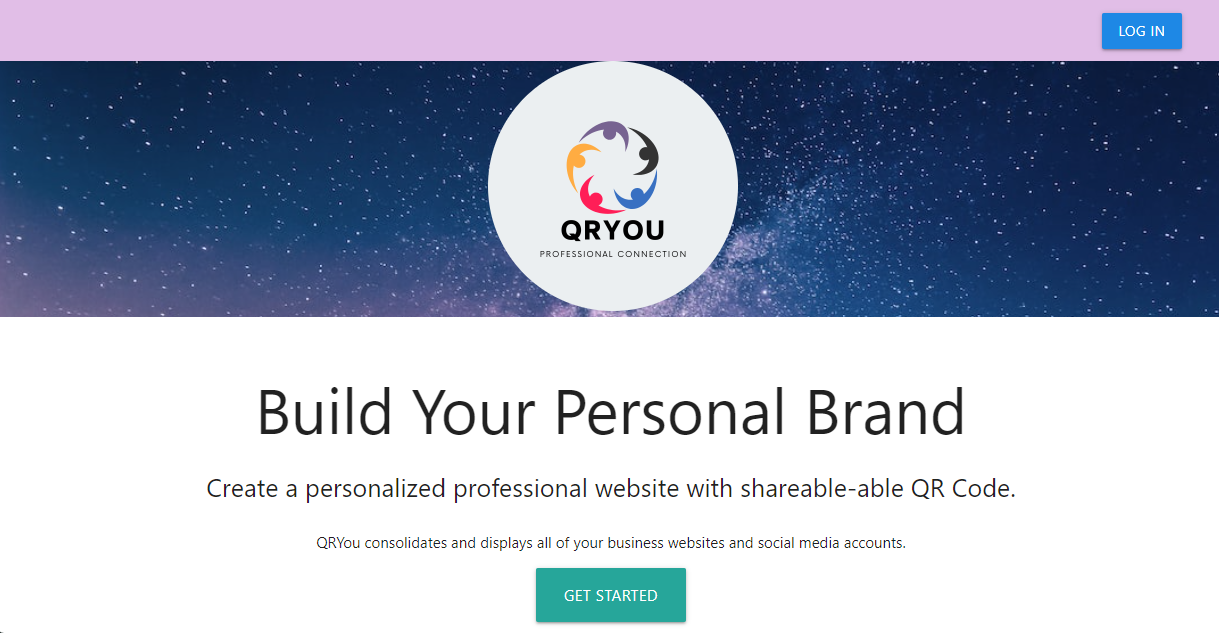 LOG IN
QRYOU
PROFESSIONAL CONNECTION
Build Your Personal Brand
Create a personalized professional website with shareable-able QR Code.
QRYou consolidates and displays all of your business websites and social media accounts.
GET STARTED